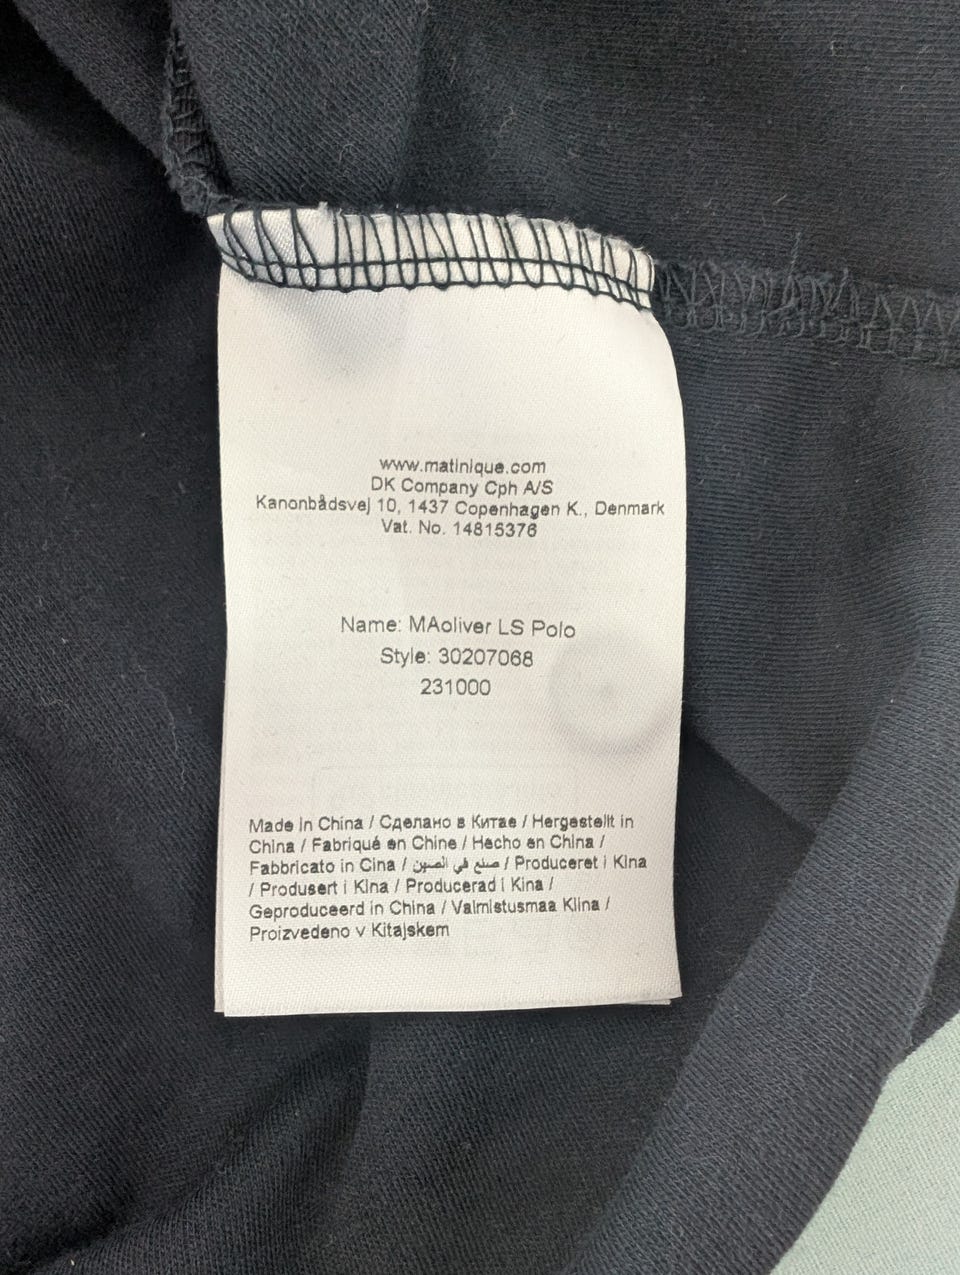 www.matinique.com
DK Company Cph A/S
Kanonbådsvej 10, 1437 Copenhagen K., Denmark
Vat. No. 14815376
Name: MAoliver LS Polo
Style: 30207068
231000
Made in China / Сделано в Китае / Hergestellt in
China / Fabriqué en Chine / Hecho en China /
Fabbricato in Cina / صنع في الصين / Produceret i Kina
/ Produsert i Kina / Producerad i Kina /
Geproduceerd in China / Valmistusmaa Kiina /
Proizvedeno v Kitajskem